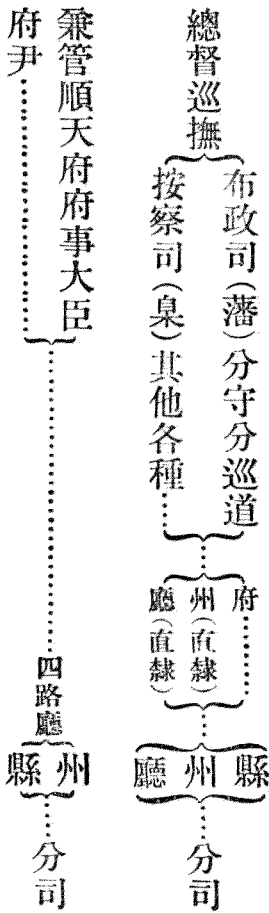 總督巡撫
布政司(藩)分守分巡道
按察司(臬)其他各種……
府……
州(直隸)
廳(直隸)
縣
州
廳
分司
兼管順天府府事大臣
府尹……
四路廳
州
縣
分司